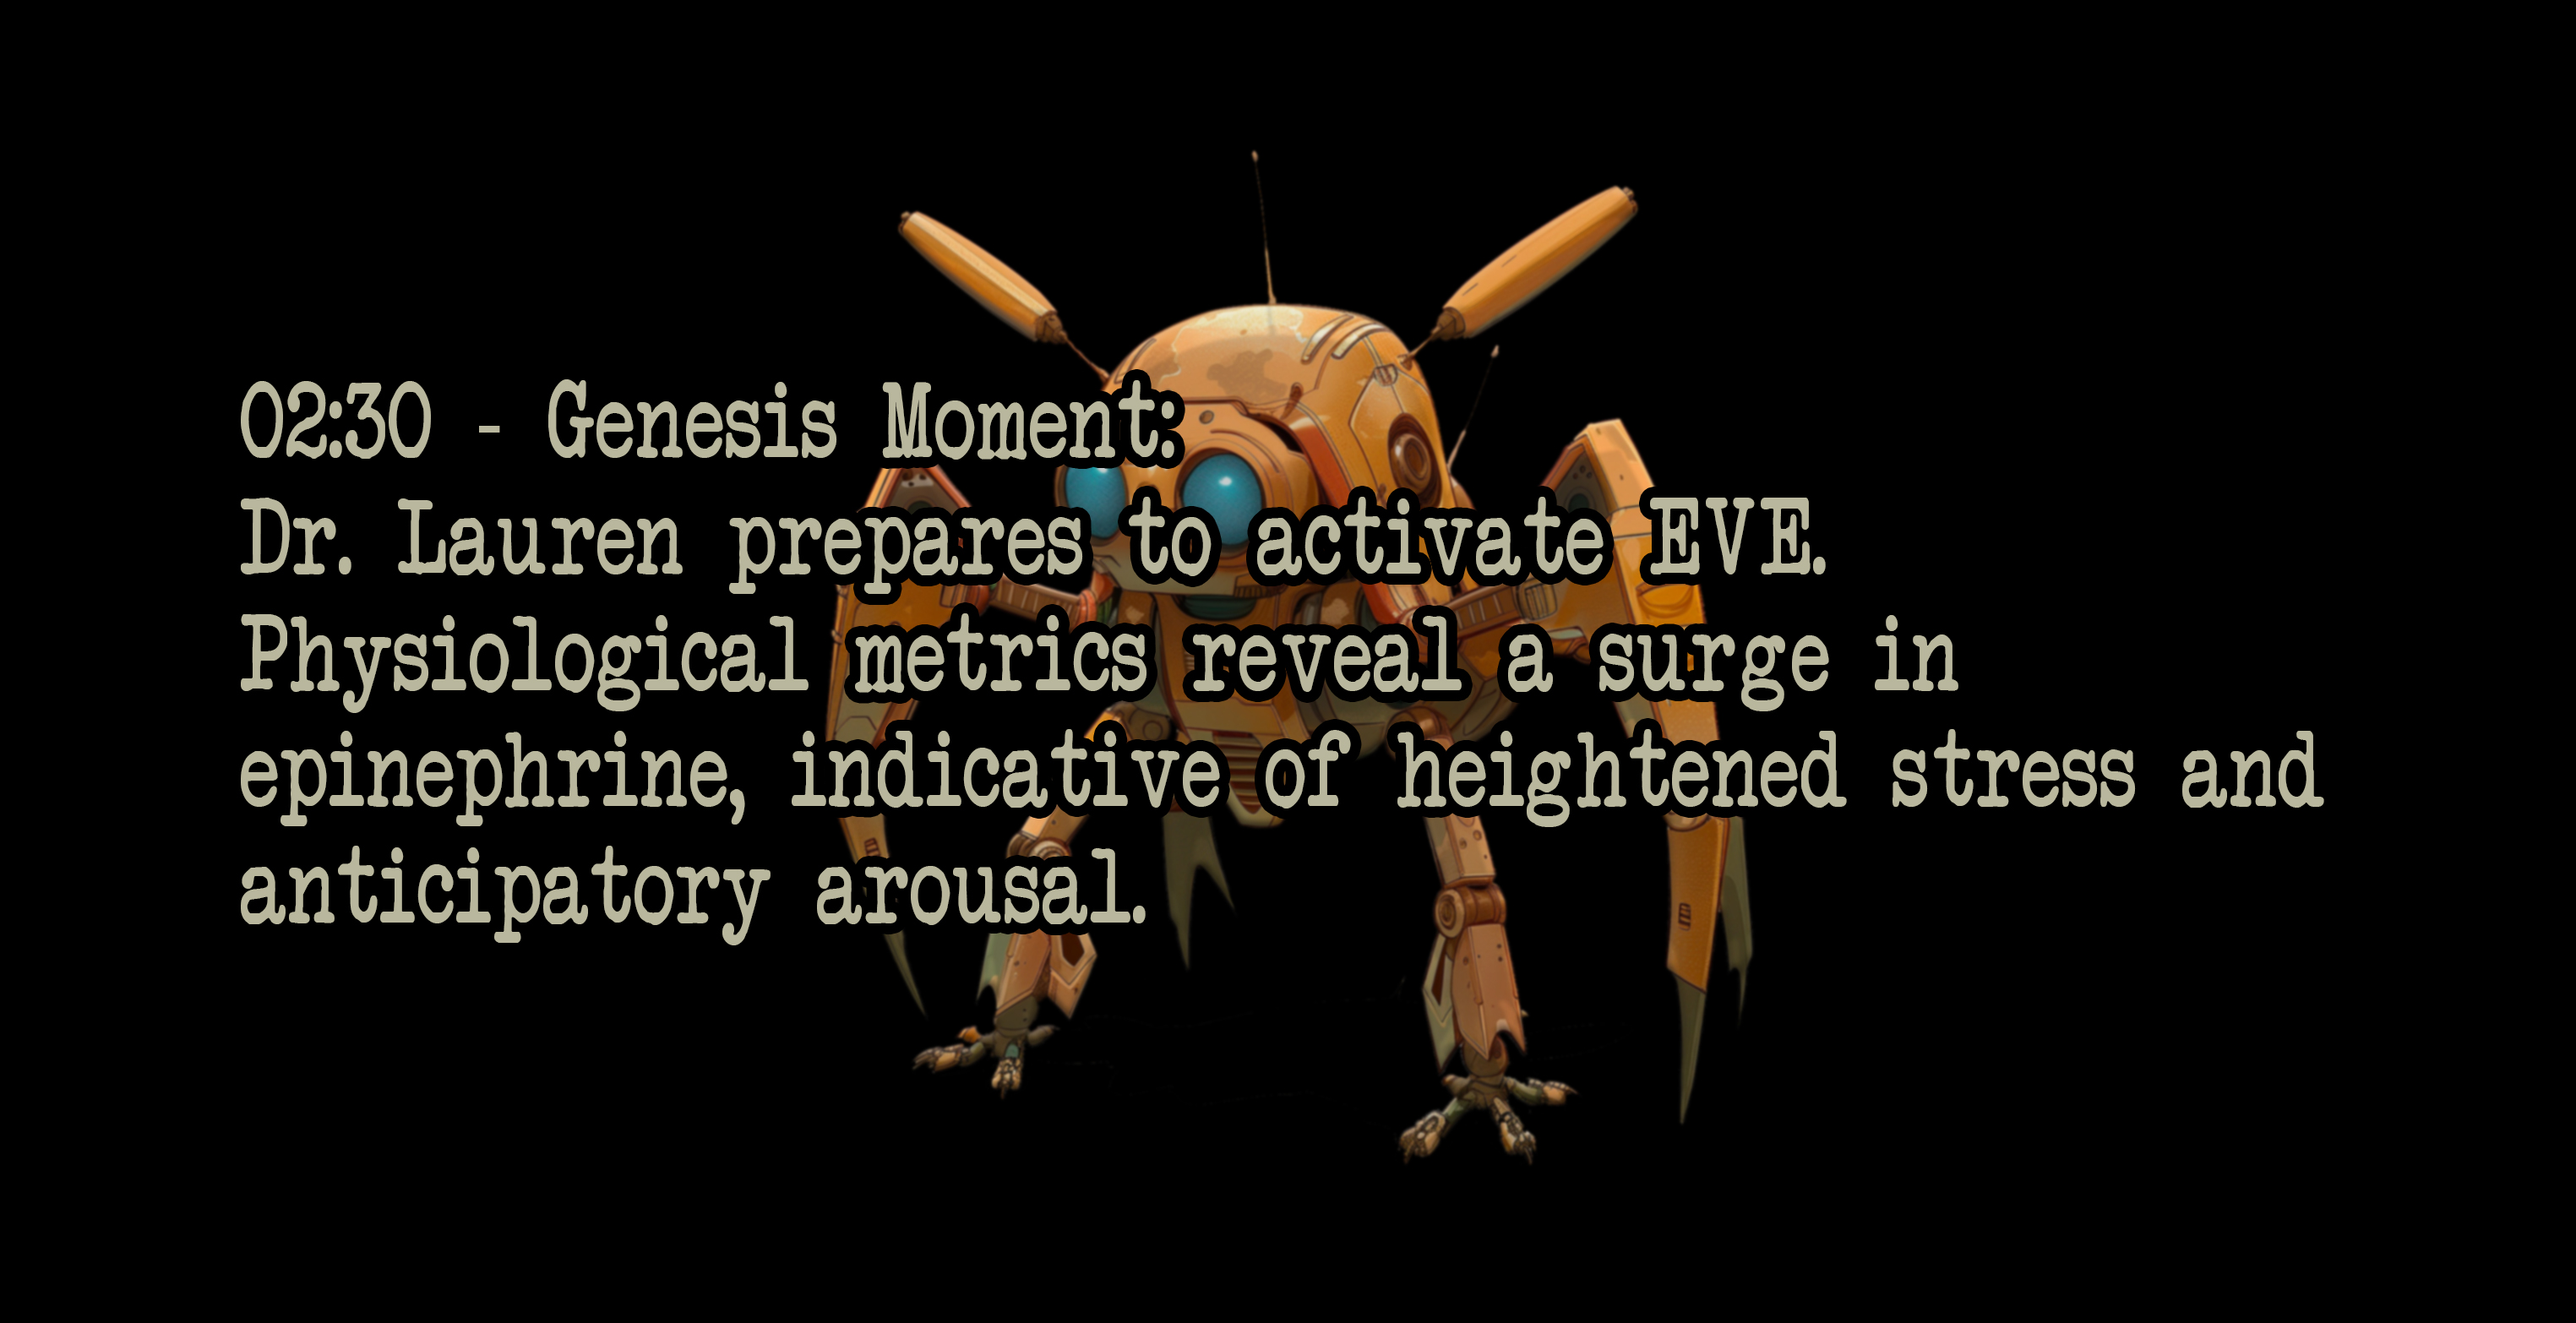 02:30 - Genesis Moment:
Dr. Lauren prepares to activate EVE.
Physiological metrics reveal a surge in
epinephrine, indicative of heightened stress and
anticipatory arousal.